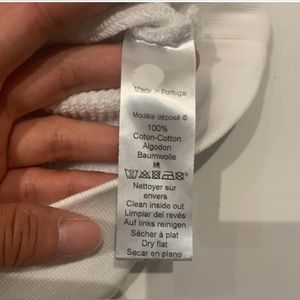 Made in Portugal
Modèle déposé ©
100%
Coton-Cotton
Algodon
Baumwolle
棉
Nettoyer sur
envers
Clean inside out
Limpiar del revés
Auf links reinigen
Sécher à plat
Dry flat
Secar en plano